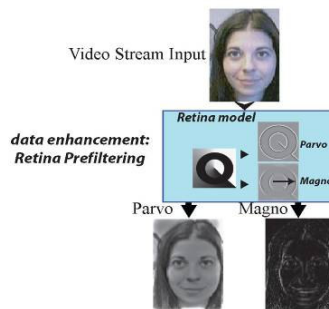 Video Stream Input
Retina model
data enhancement:
Retina Prefiltering
Parvo
Magno
Parvo
Magno